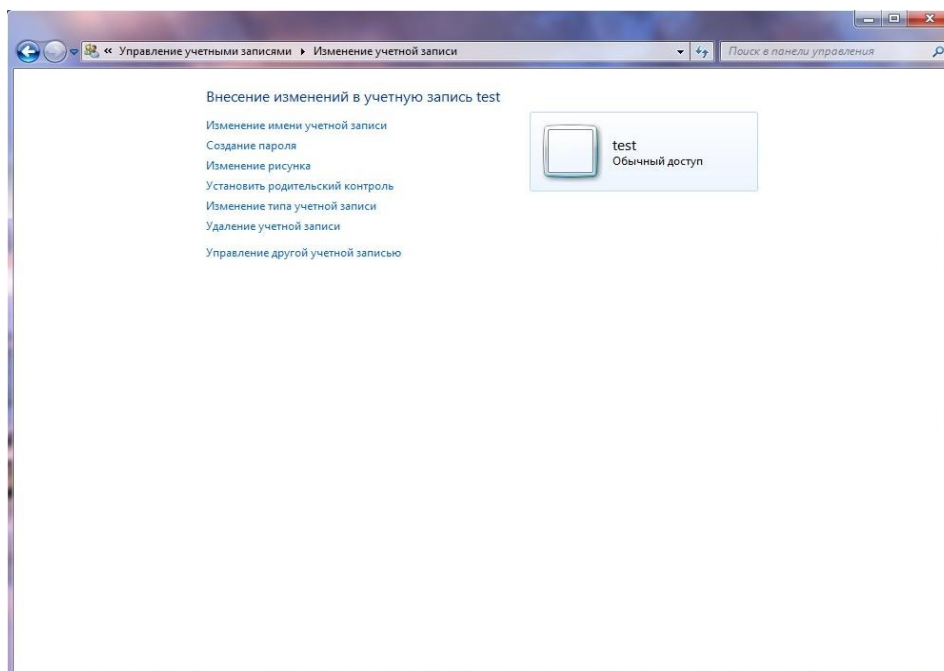 « Управление учетными записями ▸ Изменение учетной записи
Поиск в панели управления
Внесение изменений в учетную запись test
Изменение имени учетной записи
Создание пароля
Изменение рисунка
Установить родительский контроль
Изменение типа учетной записи
Удаление учетной записи
Управление другой учетной записью
test
Обычный доступ